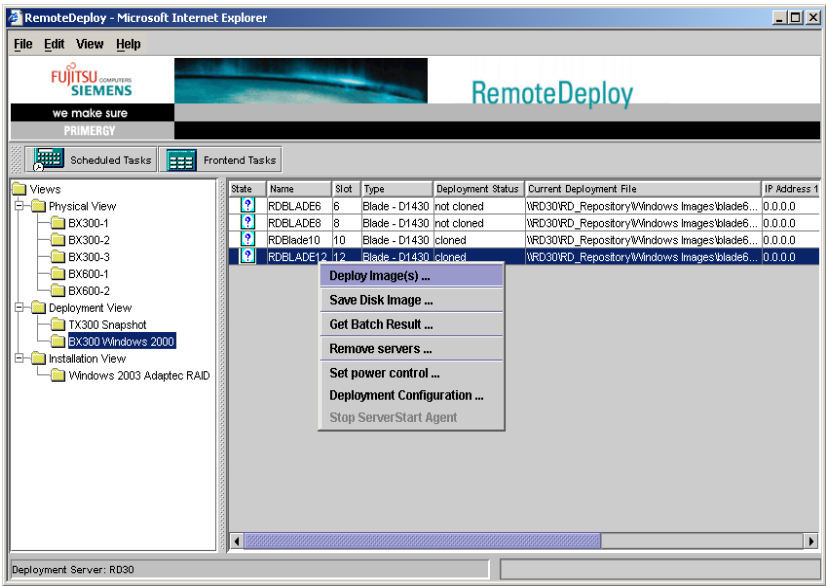 RemoteDeploy - Microsoft Internet Explorer
File Edit View Help
FUJITSU COMPUTERS
SIEMENS
we make sure
PRIMERGY
RemoteDeploy
Scheduled Tasks Frontend Tasks
Views
Physical View
BX300-1
BX300-2
BX300-3
BX600-1
BX600-2
Deployment View
TX300 Snapshot
BX300 Windows 2000
Installation View
Windows 2003 Adaptec RAID
State Name Slot Type Deployment Status Current Deployment File IP Address 1
RDBLADE6 6 Blade - D1430 not cloned \\RD30\RD_Repository\Windows Images\blade6... 0.0.0.0
RDBLADE8 8 Blade - D1430 not cloned \\RD30\RD_Repository\Windows Images\blade6... 0.0.0.0
RDBlade10 10 Blade - D1430 cloned \\RD30\RD_Repository\Windows Images\blade6... 0.0.0.0
RDBLADE12 12 Blade - D1430 cloned \\RD30\RD_Repository\Windows Images\blade6... 0.0.0.0
Deploy Image(s) ...
Save Disk Image ...
Get Batch Result ...
Remove servers ...
Set power control ...
Deployment Configuration ...
Stop ServerStart Agent
Deployment Server: RD30